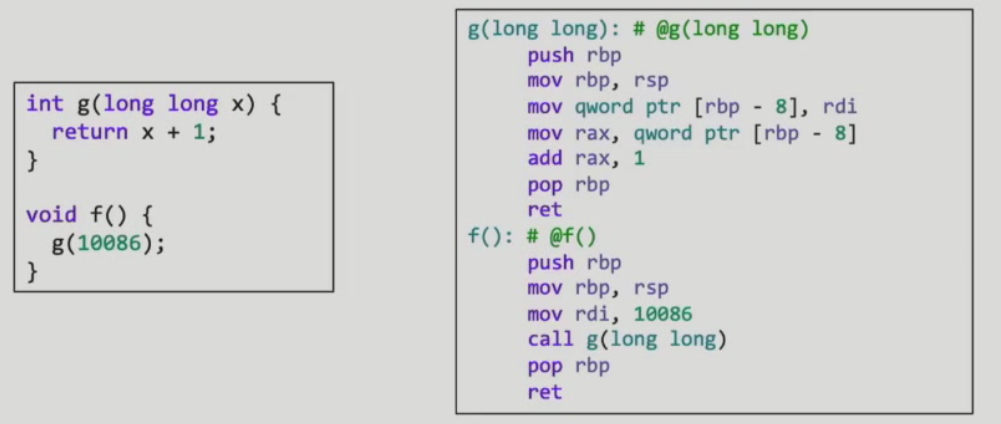 int g(long long x) {
  return x + 1;
}
void f() {
  g(10086);
}
g(long long): # @g(long long)
push rbp
mov rbp, rsp
mov qword ptr [rbp - 8], rdi
mov rax, qword ptr [rbp - 8]
add rax, 1
pop rbp
ret
f(): # @f()
push rbp
mov rbp, rsp
mov rdi, 10086
call g(long long)
pop rbp
ret